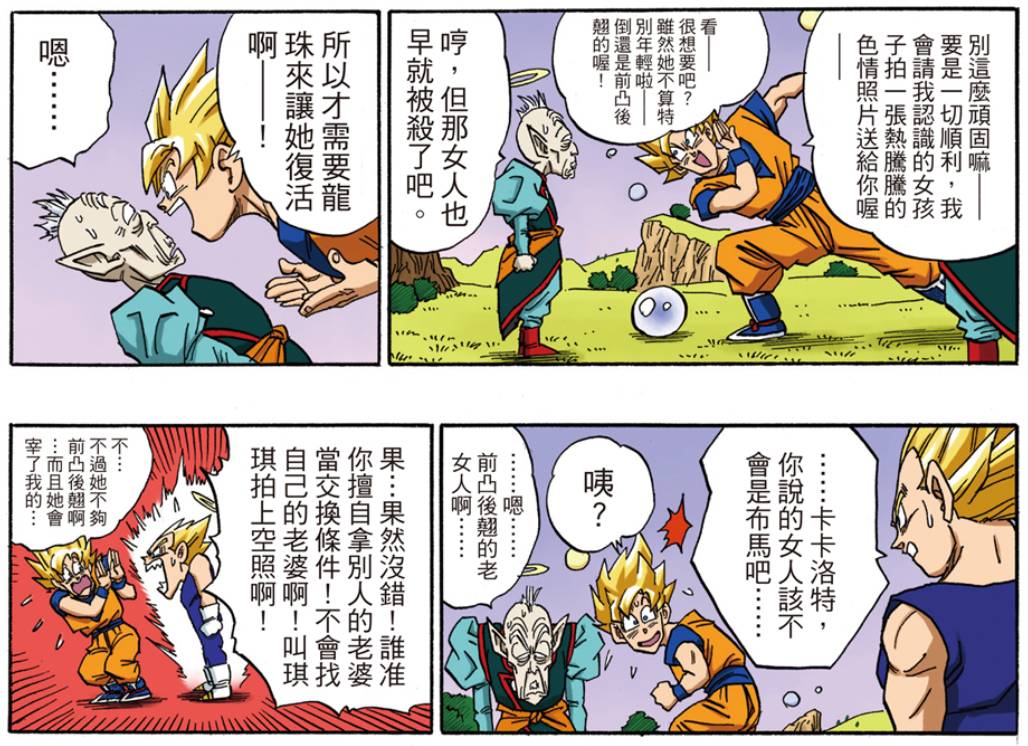 別這麼頑固嘛——
要是一切順利，我
會請我認識的女孩
子拍一張熱騰騰的
色情照片送給你喔
——
看——
很想要吧？
雖然她不算特
別年輕啦——
倒還是前凸後
翹的喔！
哼，但那女人也
早就被殺了吧。
所以才需要龍
珠來讓她復活
啊——！
嗯……
……卡卡洛特，
你說的女人該不
會是布馬吧……
咦？
……嗯……
前凸後翹的老
女人啊……
果…果然沒錯！誰准
你擅自拿別人的老婆
當交換條件！不會找
自己的老婆啊！叫琪
琪拍上空照啊！
不…
不過她不夠
前凸後翹啊
…而且她會
宰了我的…